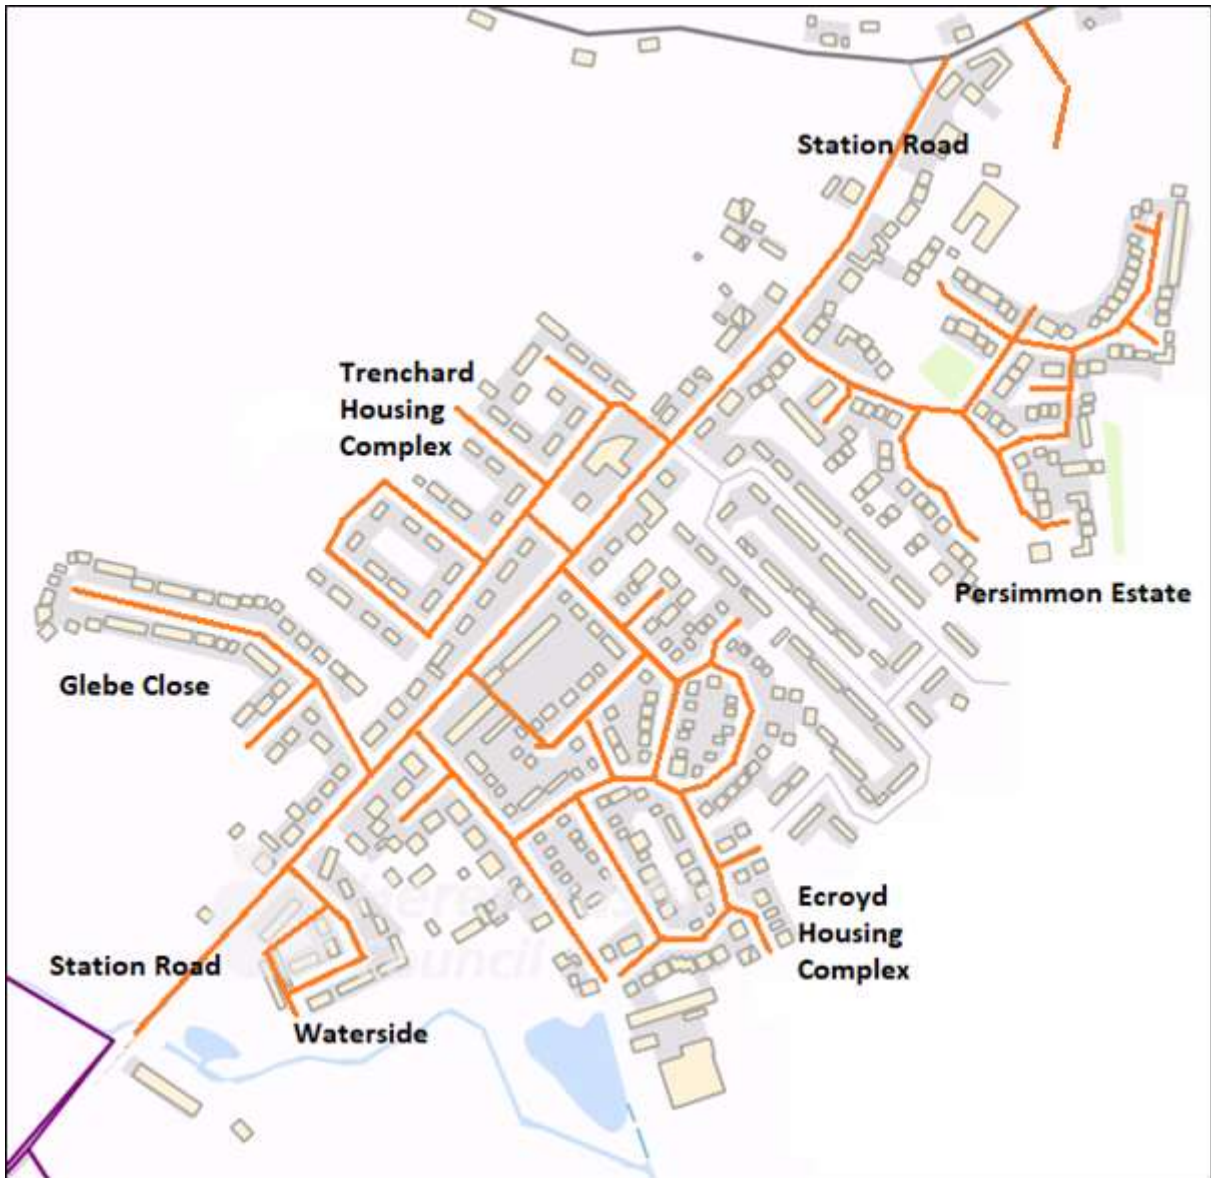 Station Road
Trenchard
Housing
Complex
Persimmon Estate
Glebe Close
Ecroyd
Housing
Complex
Station Road
Waterside